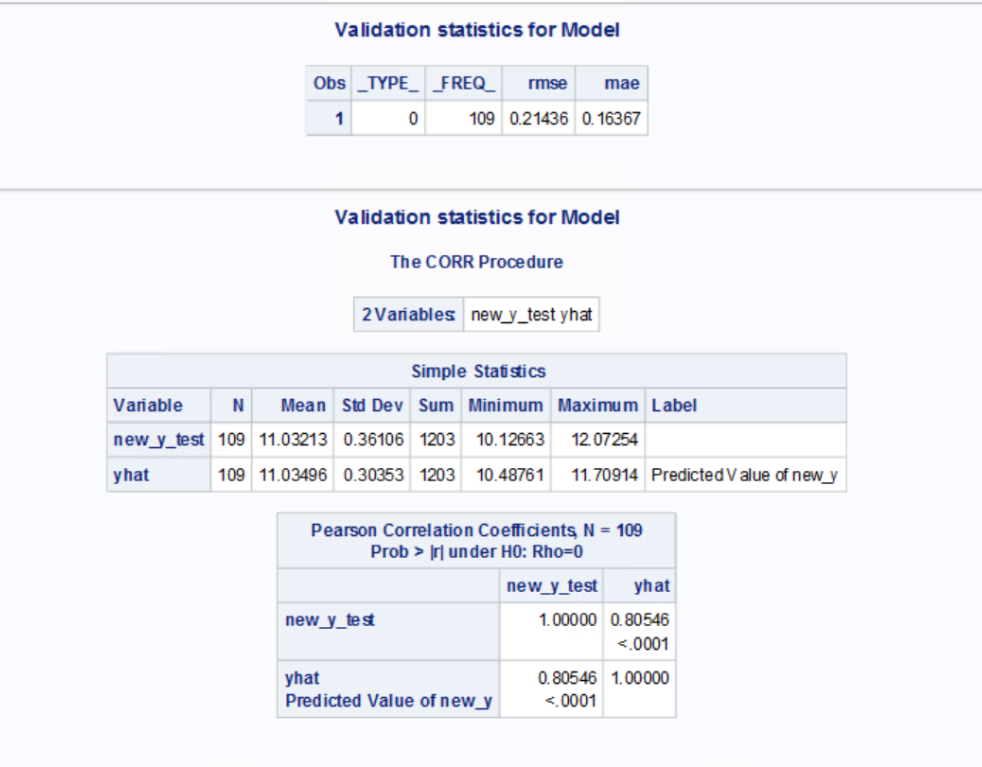 Validation statistics for Model
Obs _TYPE_ _FREQ_ rmse mae
1 0 109 0.21436 0.16367
Validation statistics for Model
The CORR Procedure
2 Variables: new_y_test yhat
Simple Statistics
Variable N Mean Std Dev Sum Minimum Maximum Label
new_y_test 109 11.03213 0.36106 1203 10.12663 12.07254
yhat 109 11.03496 0.30353 1203 10.48761 11.70914 Predicted Value of new_y
Pearson Correlation Coefficients, N = 109
Prob > |r| under H0: Rho=0
new_y_test yhat
new_y_test 1.00000 0.80546
<.0001
yhat 0.80546 1.00000
Predicted Value of new_y <.0001